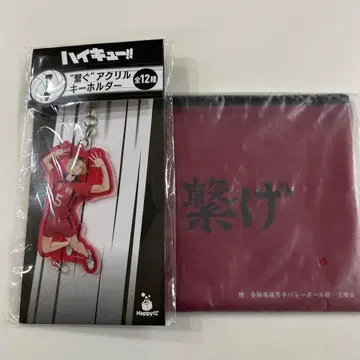 ハイキュー!!
"繋ぐ"アクリル
キーホルダー
全12種
5
Happyくじ
繋げ